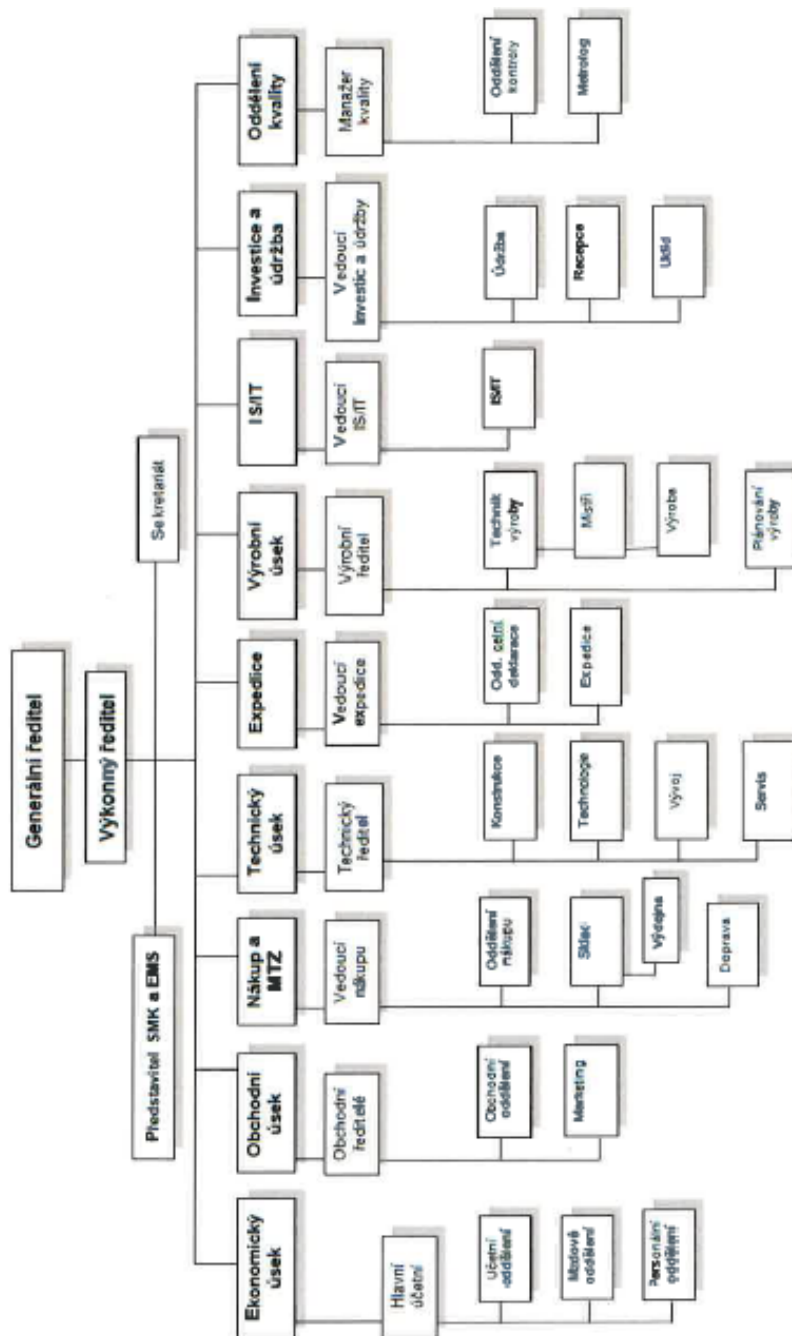 Generální ředitel
Výkonný ředitel
Představitel SMK a EMS
Sekretariát
Ekonomický
úsek
Hlavní
účetní
Účetní
oddělení
Mzdové
oddělení
Personální
oddělení
Obchodní
úsek
Obchodní
ředitelé
Obchodní
oddělení
Marketing
Nákup a
MTZ
Vedoucí
nákupu
Oddělení
nákupu
Sklad
Výdejna
Doprava
Technický
úsek
Technický
ředitel
Konstrukce
Technologie
Vývoj
Servis
Expedice
Vedoucí
expedice
Odd. celní
deklarace
Expedice
Výrobní
úsek
Výrobní
ředitel
Technik
výroby
Mistři
Výroba
Plánování
výroby
IS/IT
Vedoucí
IS/IT
IS/IT
Investice a
údržba
Vedoucí
Investic a údržby
Údržba
Recepce
Úklid
Oddělení
kvality
Manažer
kvality
Oddělení
kontroly
Metrolog